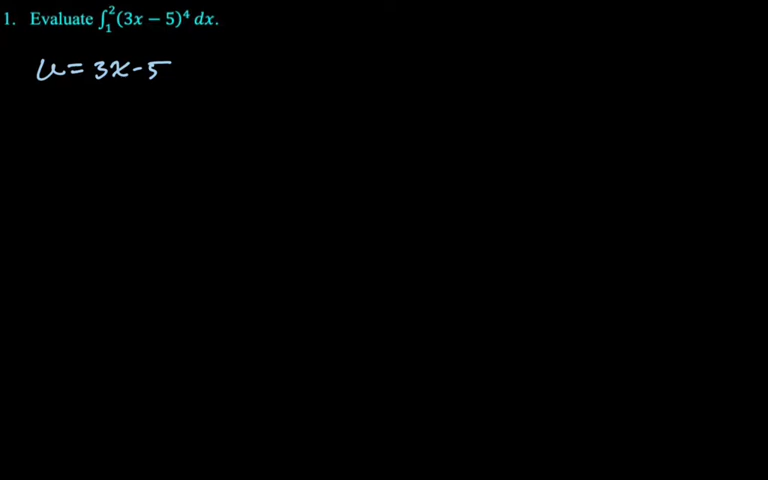 1. Evaluate ∫₁²(3x − 5)⁴ dx.
u = 3x - 5